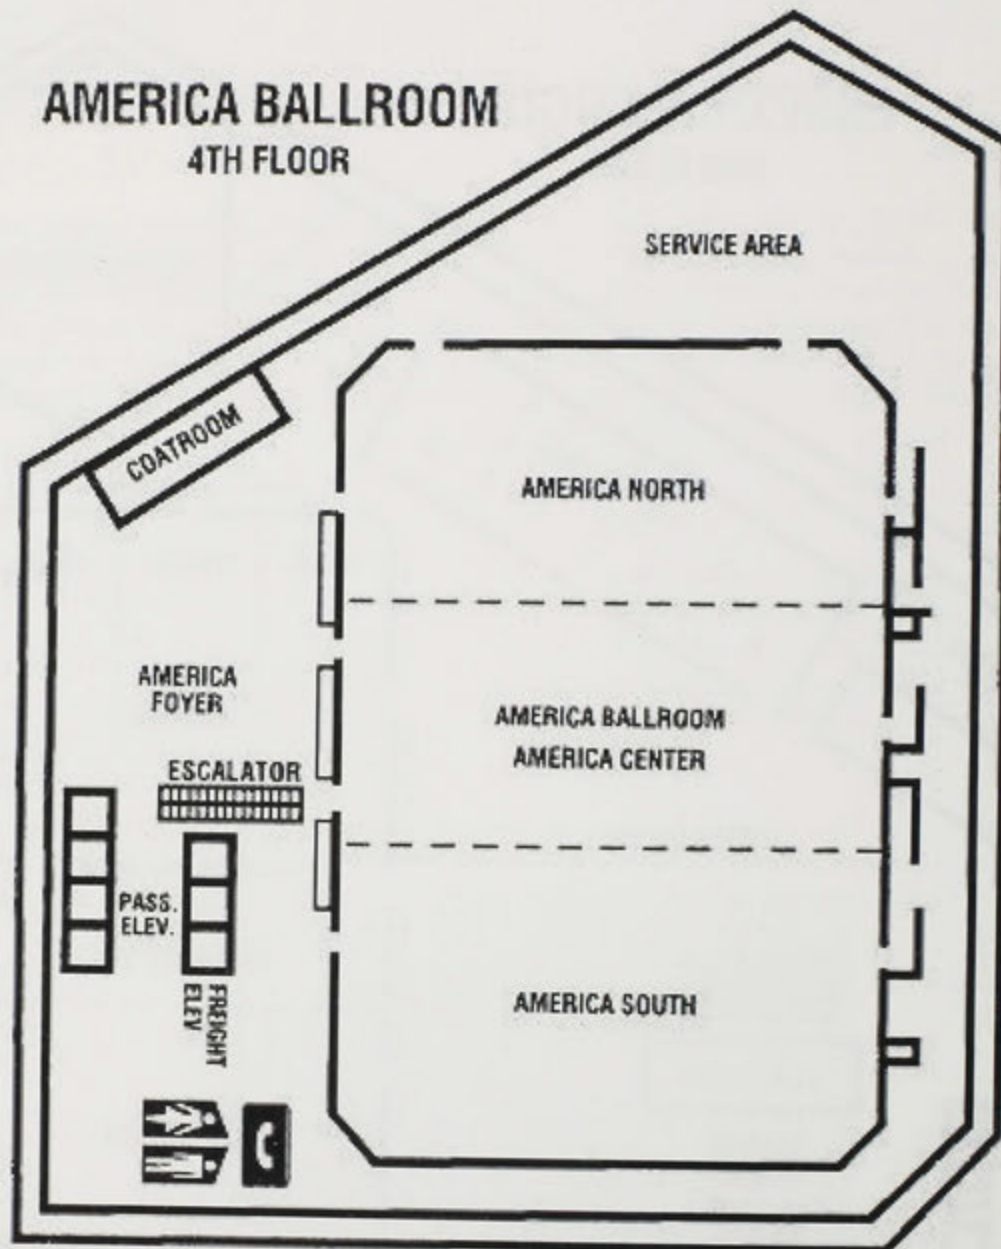 AMERICA BALLROOM
4TH FLOOR
SERVICE AREA
COATROOM
AMERICA NORTH
AMERICA
FOYER
AMERICA BALLROOM
AMERICA CENTER
ESCALATOR
PASS.
ELEV.
FREIGHT
ELEV
AMERICA SOUTH